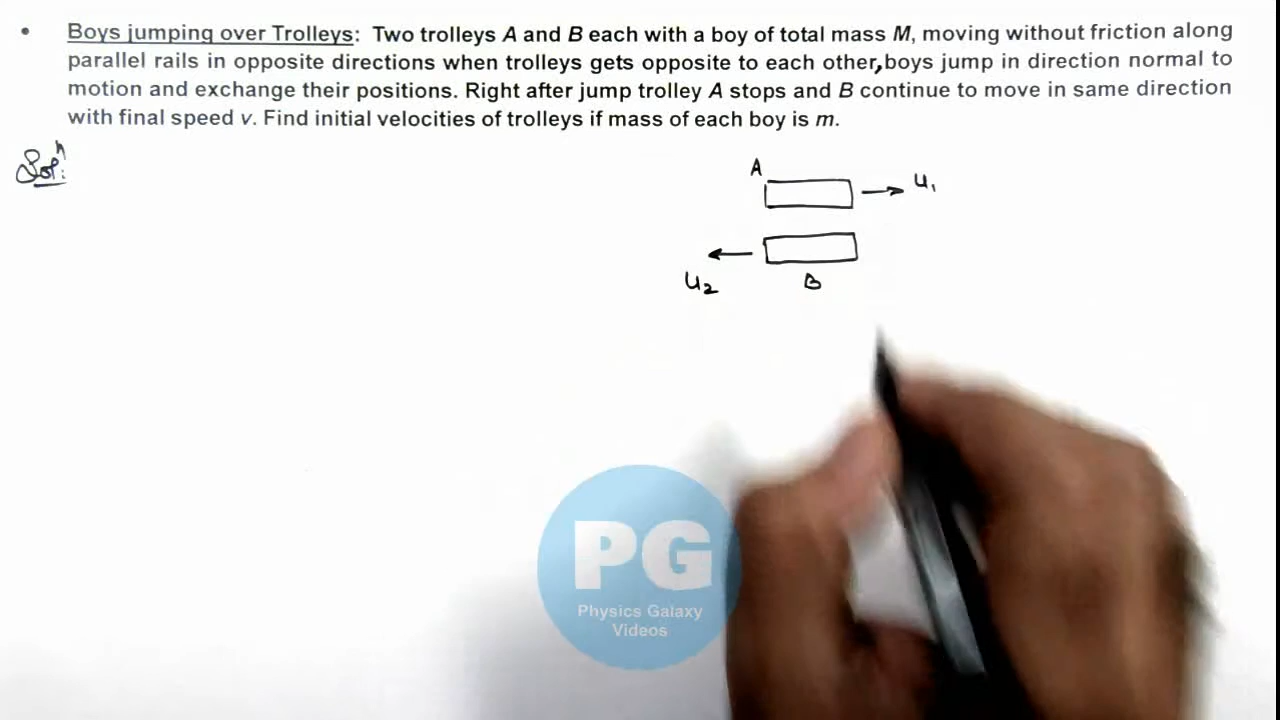 • Boys jumping over Trolleys: Two trolleys A and B each with a boy of total mass M, moving without friction along
parallel rails in opposite directions when trolleys gets opposite to each other, boys jump in direction normal to
motion and exchange their positions. Right after jump trolley A stops and B continue to move in same direction
with final speed v. Find initial velocities of trolleys if mass of each boy is m.
Solⁿ:
A
u₁
u₂
B
PG
Physics Galaxy
Videos